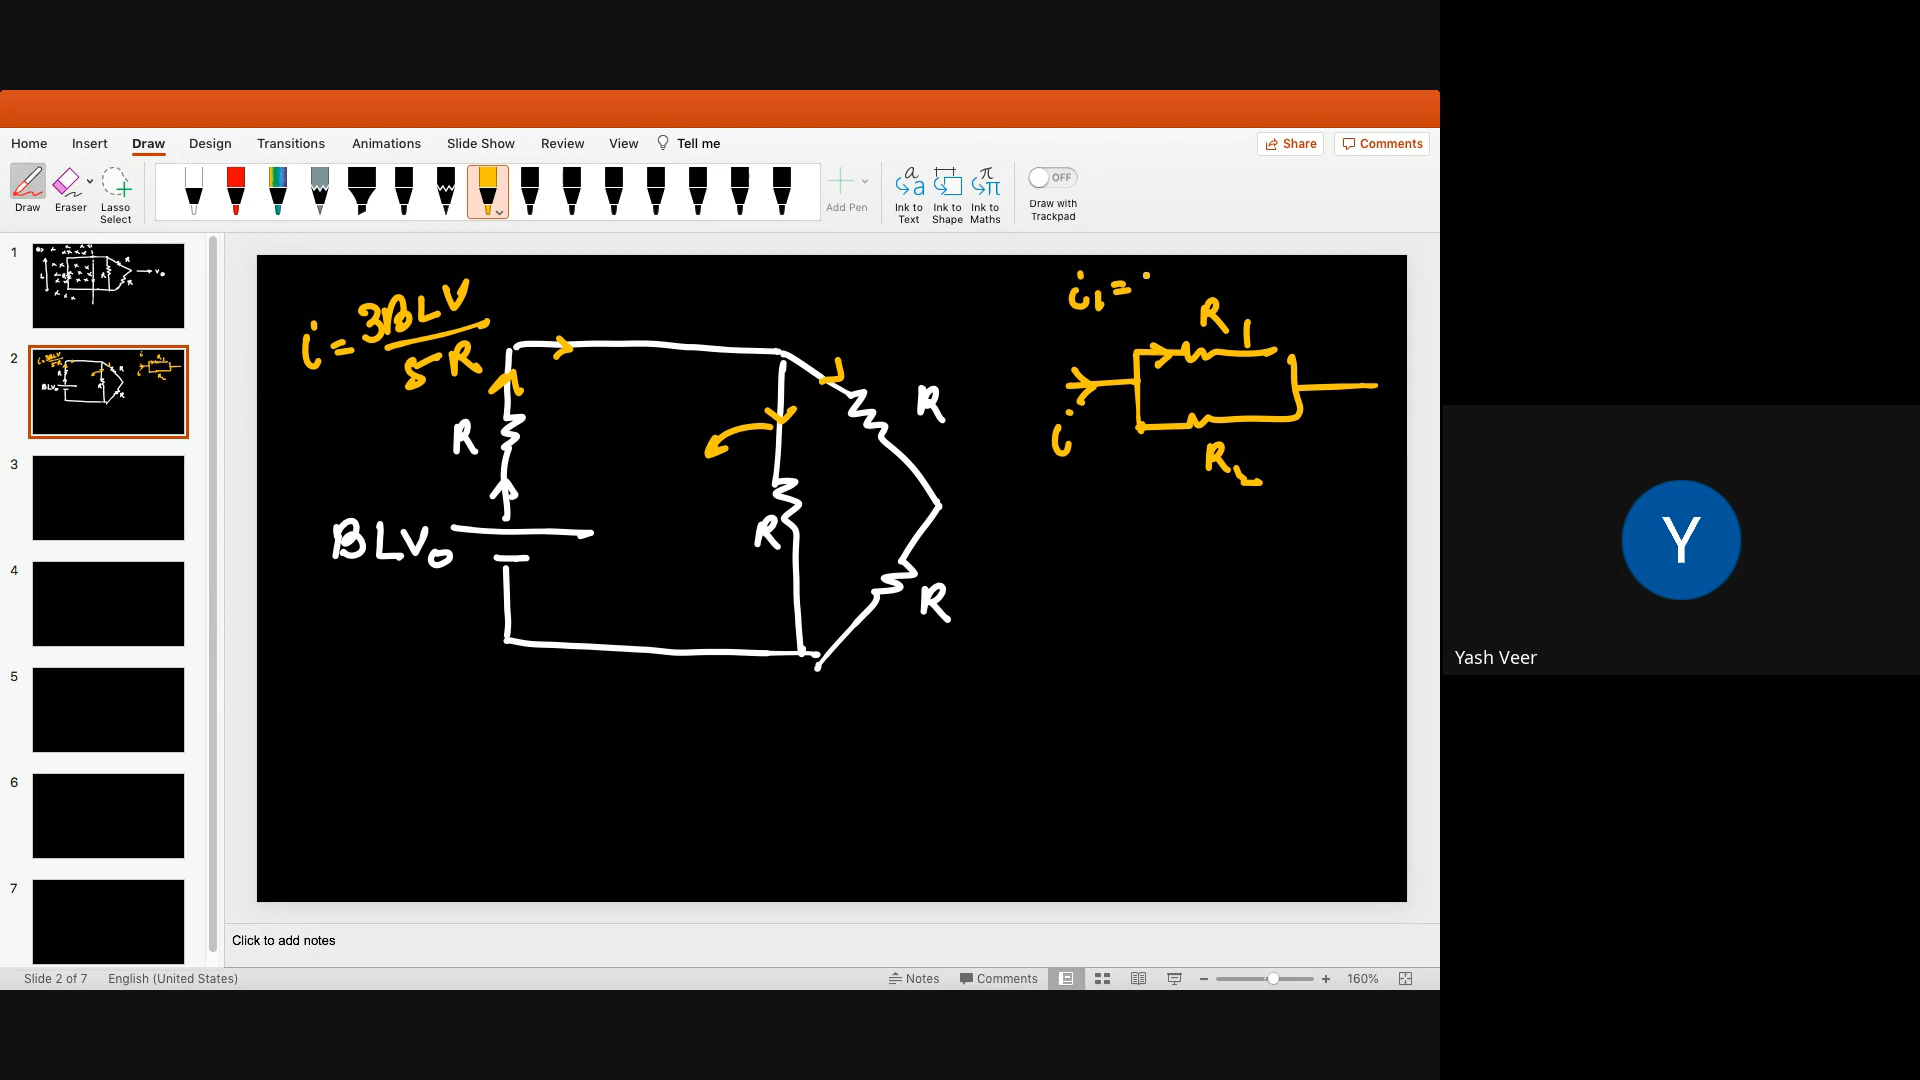 Home Insert Draw Design Transitions Animations Slide Show Review View Tell me Share Comments
Draw Eraser Lasso Select Add Pen Ink to Text Ink to Shape Ink to Maths OFF Draw with Trackpad
1
2
3
4
5
6
7
i = 3BLV / 5R
i₁ =
R₁
R
R
i
R₂
BLV₀
R
R
Click to add notes
Slide 2 of 7 English (United States) Notes Comments 160%
Y
Yash Veer